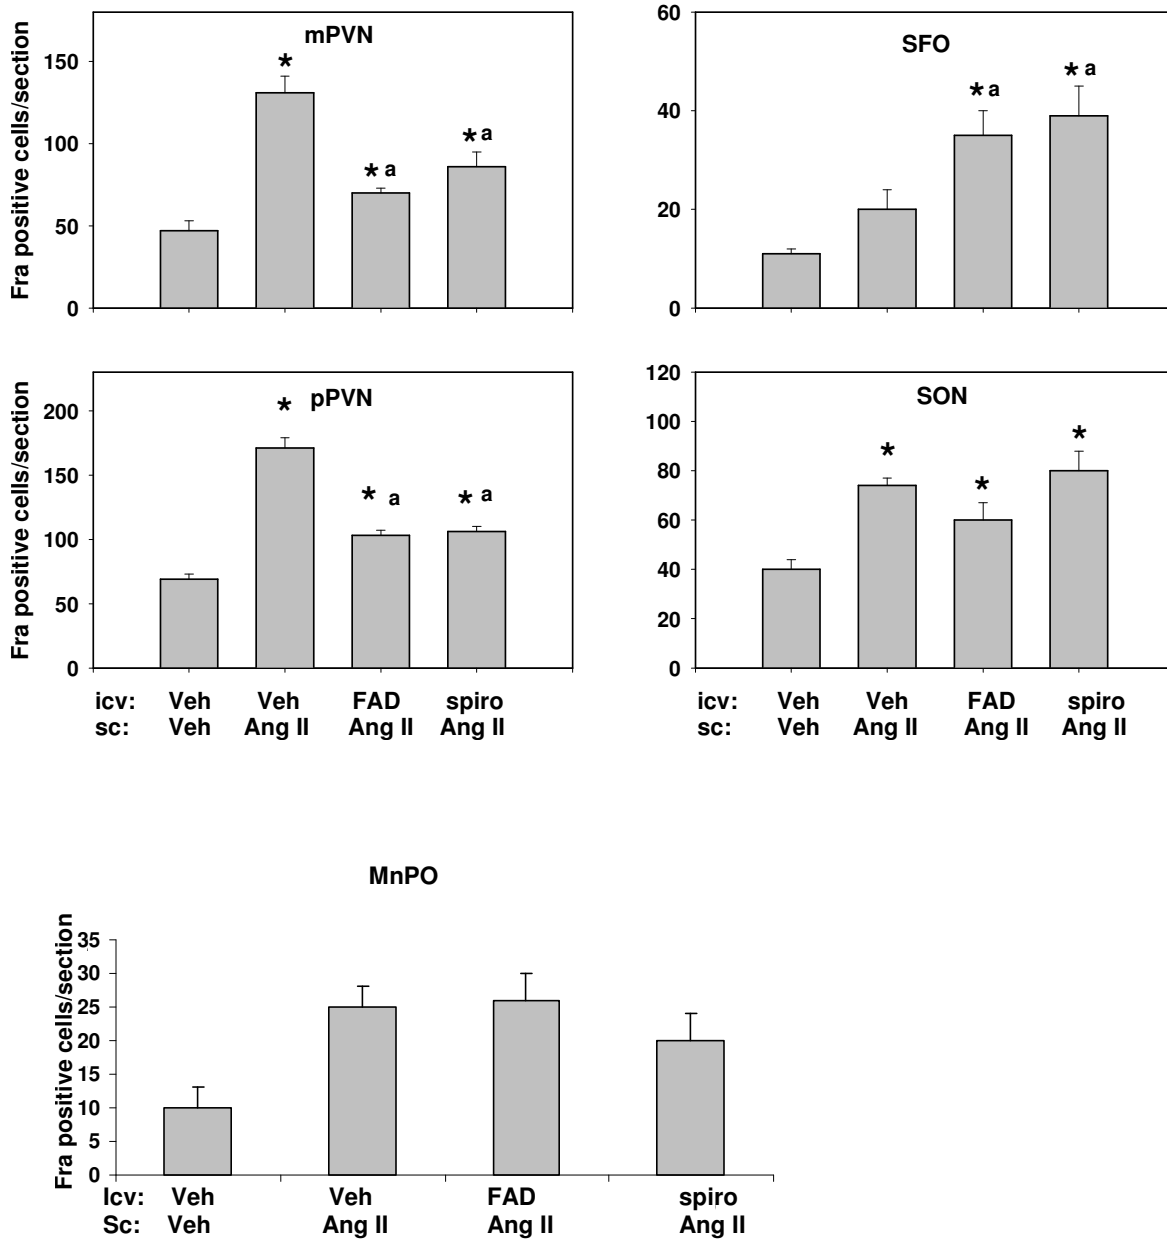 mPVN
*
* a
* a
150
100
50
0
Fra positive cells/section
SFO
* a
* a
60
40
20
0
pPVN
*
* a
* a
200
150
100
50
0
Fra positive cells/section
icv: Veh Veh FAD spiro
sc: Veh Ang II Ang II Ang II
SON
*
*
*
120
100
80
60
40
20
0
icv: Veh Veh FAD spiro
sc: Veh Ang II Ang II Ang II
MnPO
35
30
25
20
15
10
5
0
Fra positive cells/section
Icv: Veh Veh FAD spiro
Sc: Veh Ang II Ang II Ang II